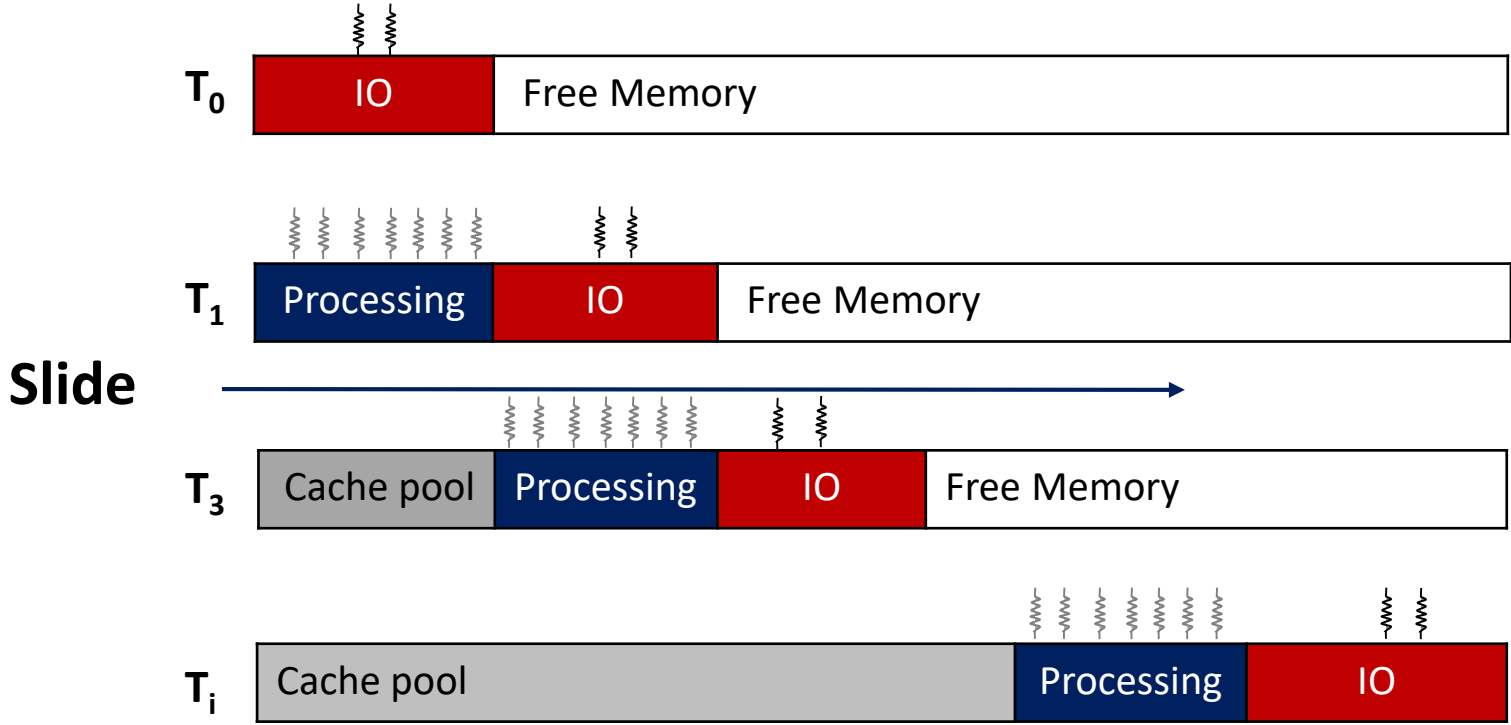 T0 IO Free Memory
T1 Processing IO Free Memory
Slide
T3 Cache pool Processing IO Free Memory
Ti Cache pool Processing IO